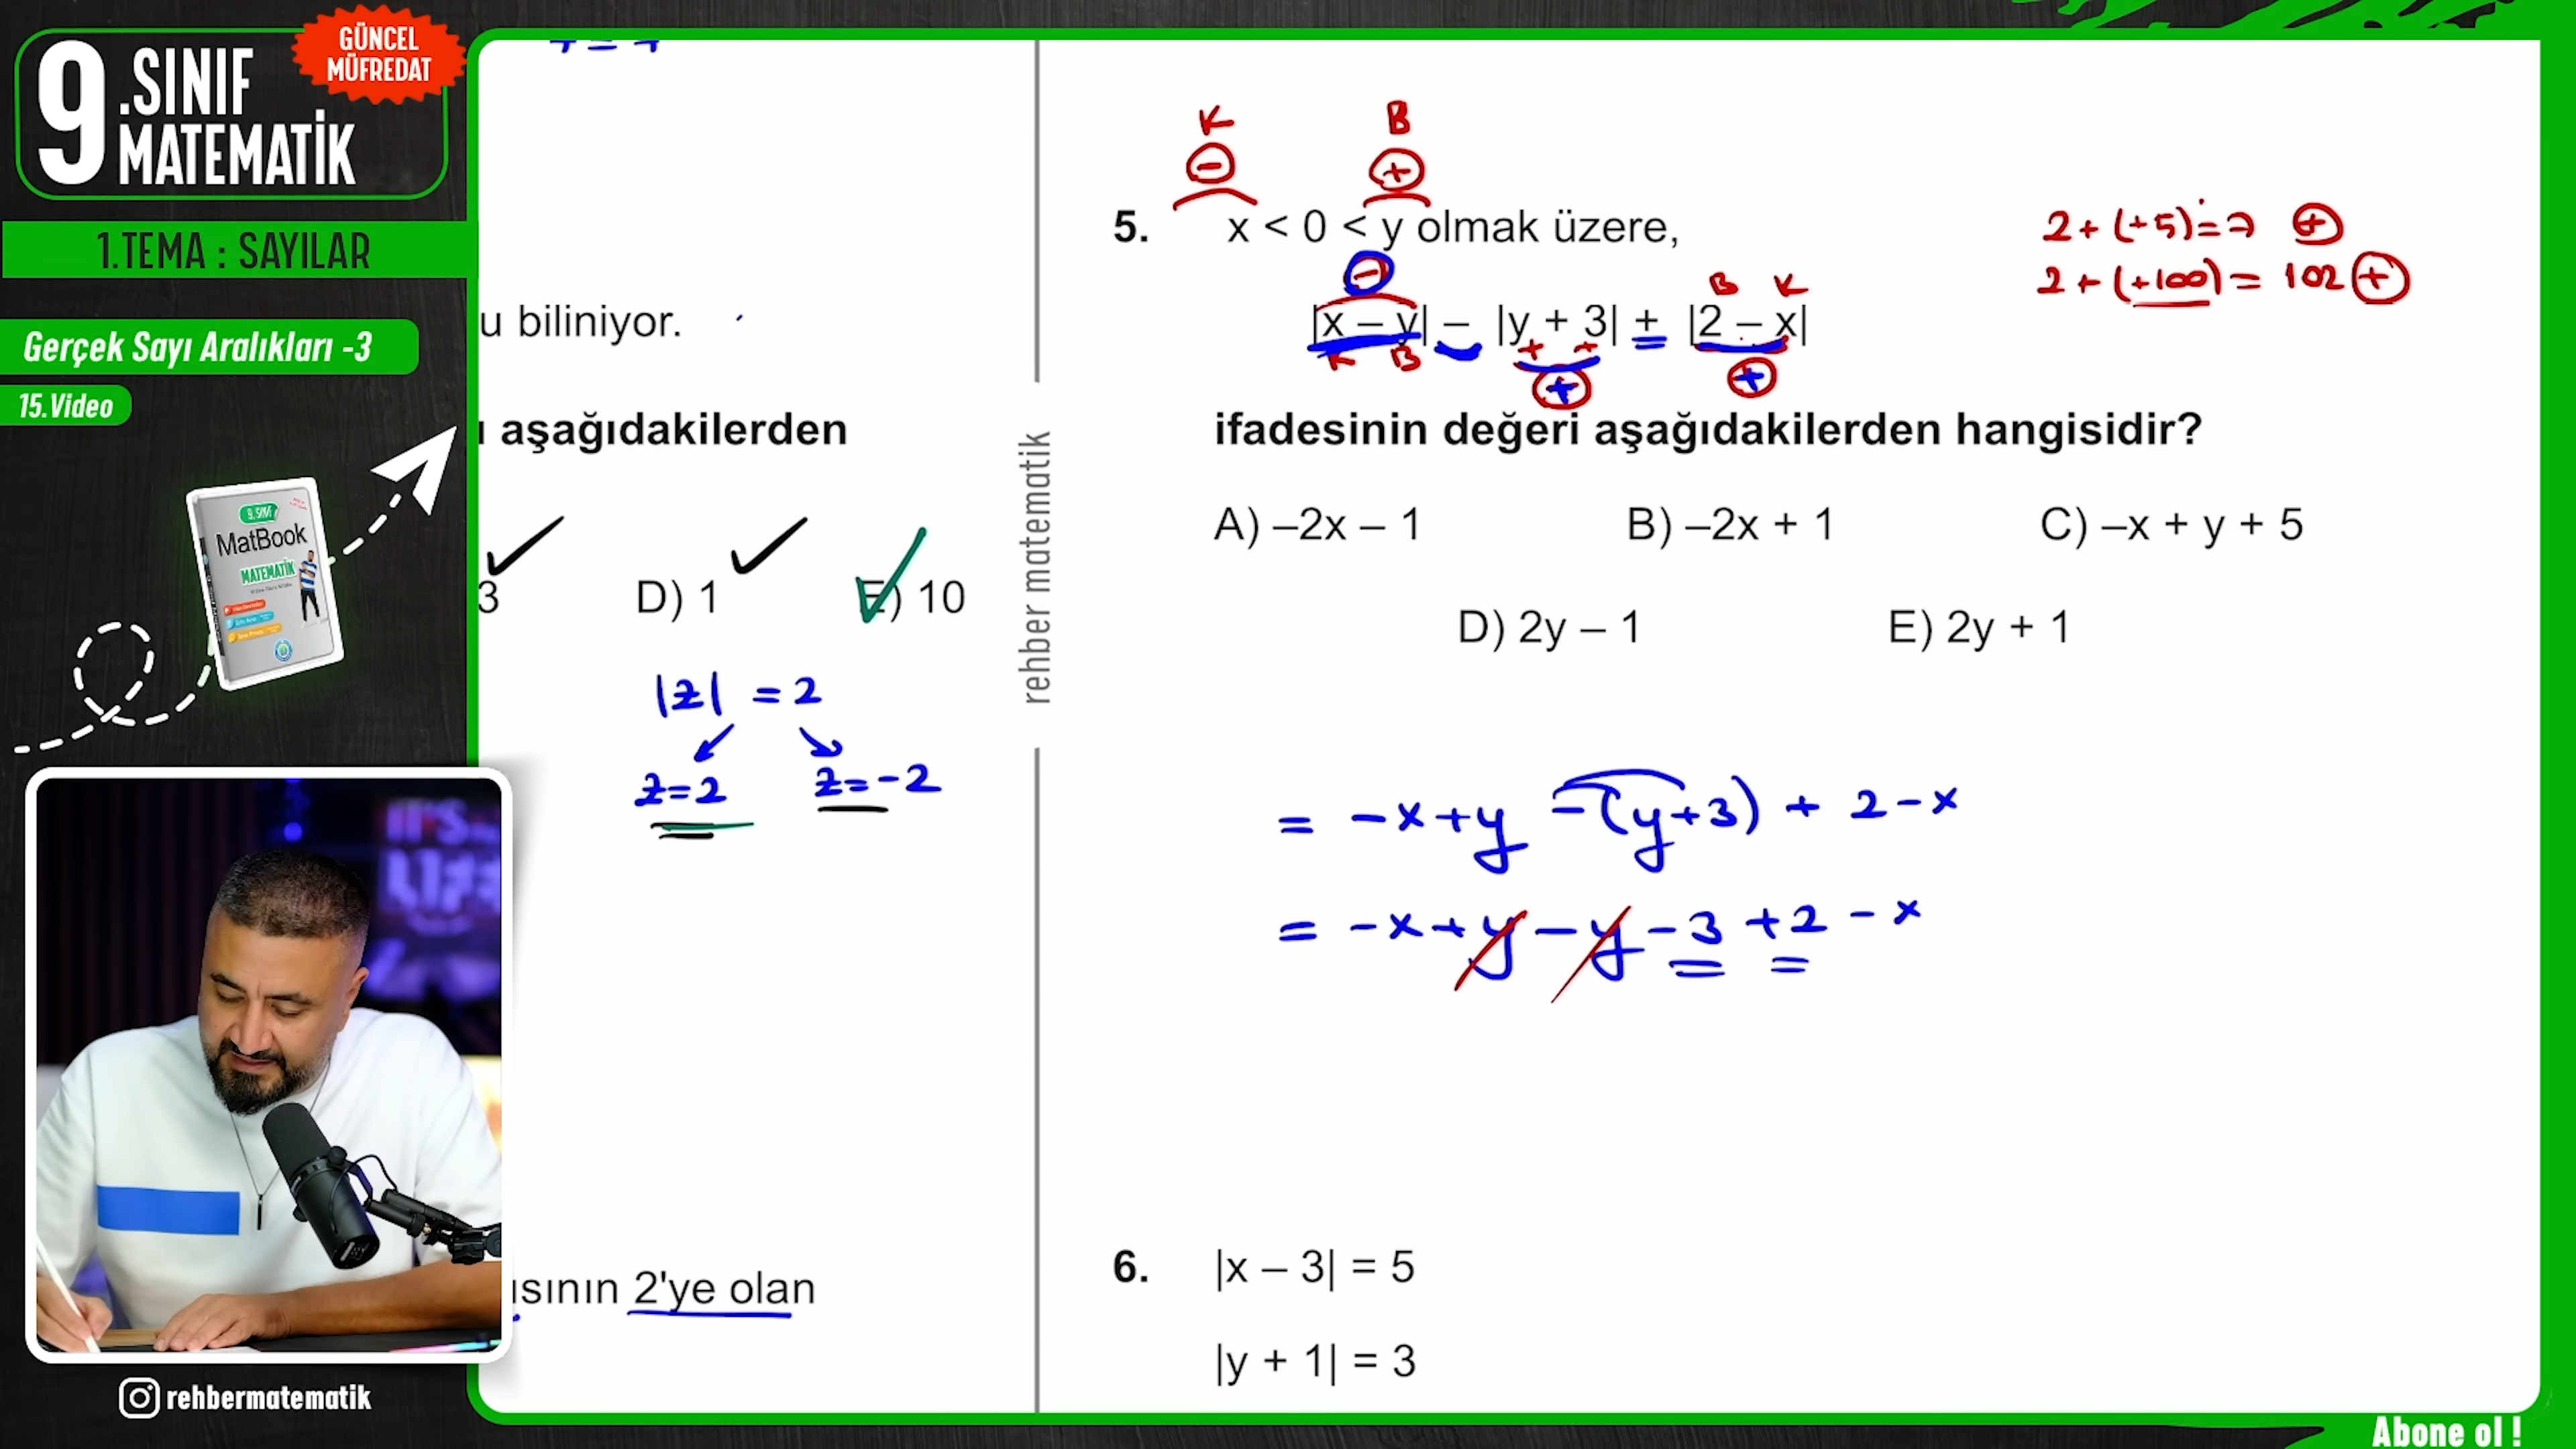 GÜNCEL
MÜFREDAT
9.SINIF
MATEMATİK
1.TEMA : SAYILAR
Gerçek Sayı Aralıkları -3
15.Video
9. SINIF
MatBook
MATEMATİK
rehbermatematik
u biliniyor.
ı aşağıdakilerden
3 D) 1 E) 10
|z| = 2
z=2 z=-2
ısının 2'ye olan
rehber matematik
K B
- +
5. x < 0 < y olmak üzere,
-
B K
|x – y| – |y + 3| + |2 – x|
K B + +
+ +
2+(+5)=7 +
2+(+100)= 102 +
ifadesinin değeri aşağıdakilerden hangisidir?
A) –2x – 1 B) –2x + 1 C) –x + y + 5
D) 2y – 1 E) 2y + 1
= -x+y -(y+3) + 2-x
= -x+y-y-3+2-x
6. |x – 3| = 5
|y + 1| = 3
Abone ol !